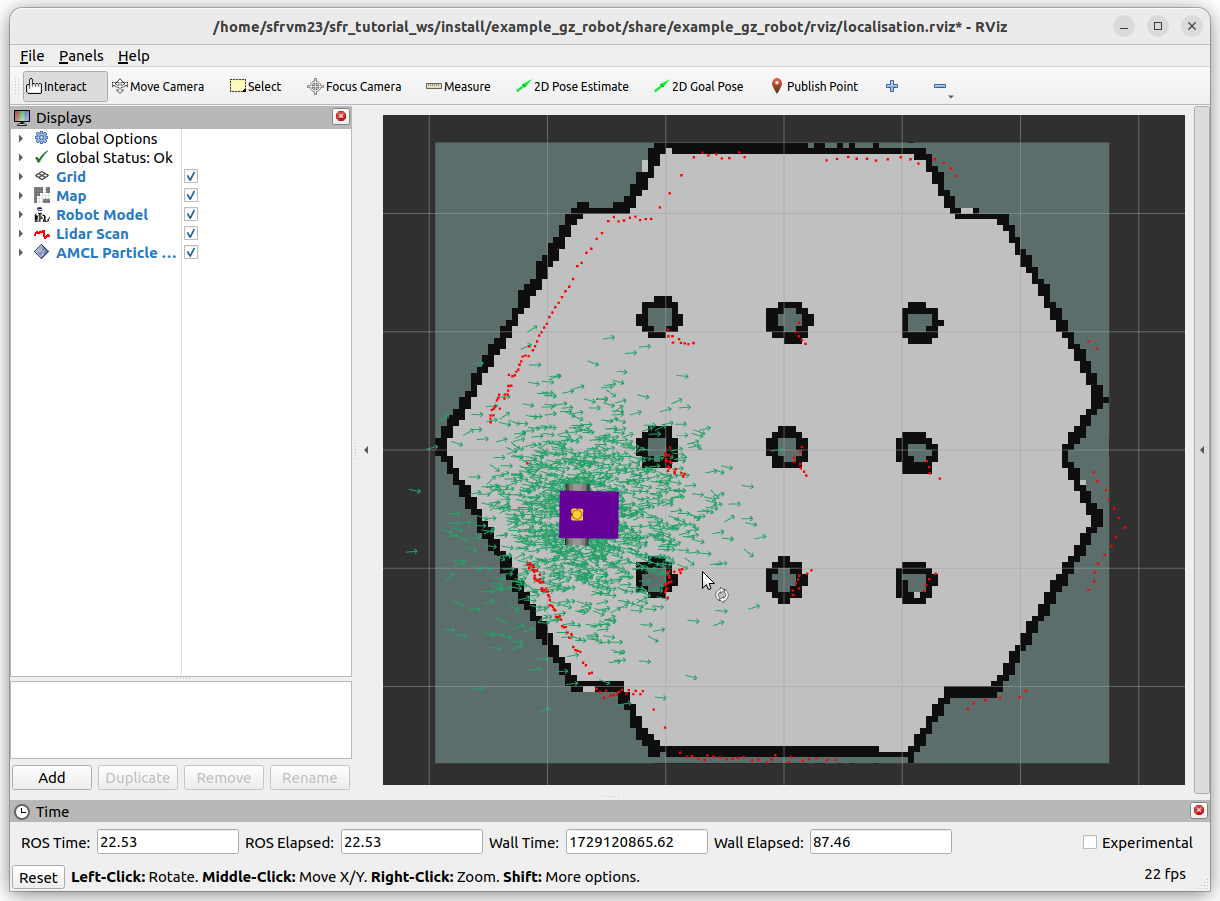 /home/sfrvm23/sfr_tutorial_ws/install/example_gz_robot/share/example_gz_robot/rviz/localisation.rviz* - RViz
File Panels Help
Interact Move Camera Select Focus Camera Measure 2D Pose Estimate 2D Goal Pose Publish Point
Displays
Global Options
Global Status: Ok
Grid
Map
Robot Model
Lidar Scan
AMCL Particle ...
Add Duplicate Remove Rename
Time
ROS Time: 22.53 ROS Elapsed: 22.53 Wall Time: 1729120865.62 Wall Elapsed: 87.46 Experimental
Reset Left-Click: Rotate. Middle-Click: Move X/Y. Right-Click: Zoom. Shift: More options. 22 fps